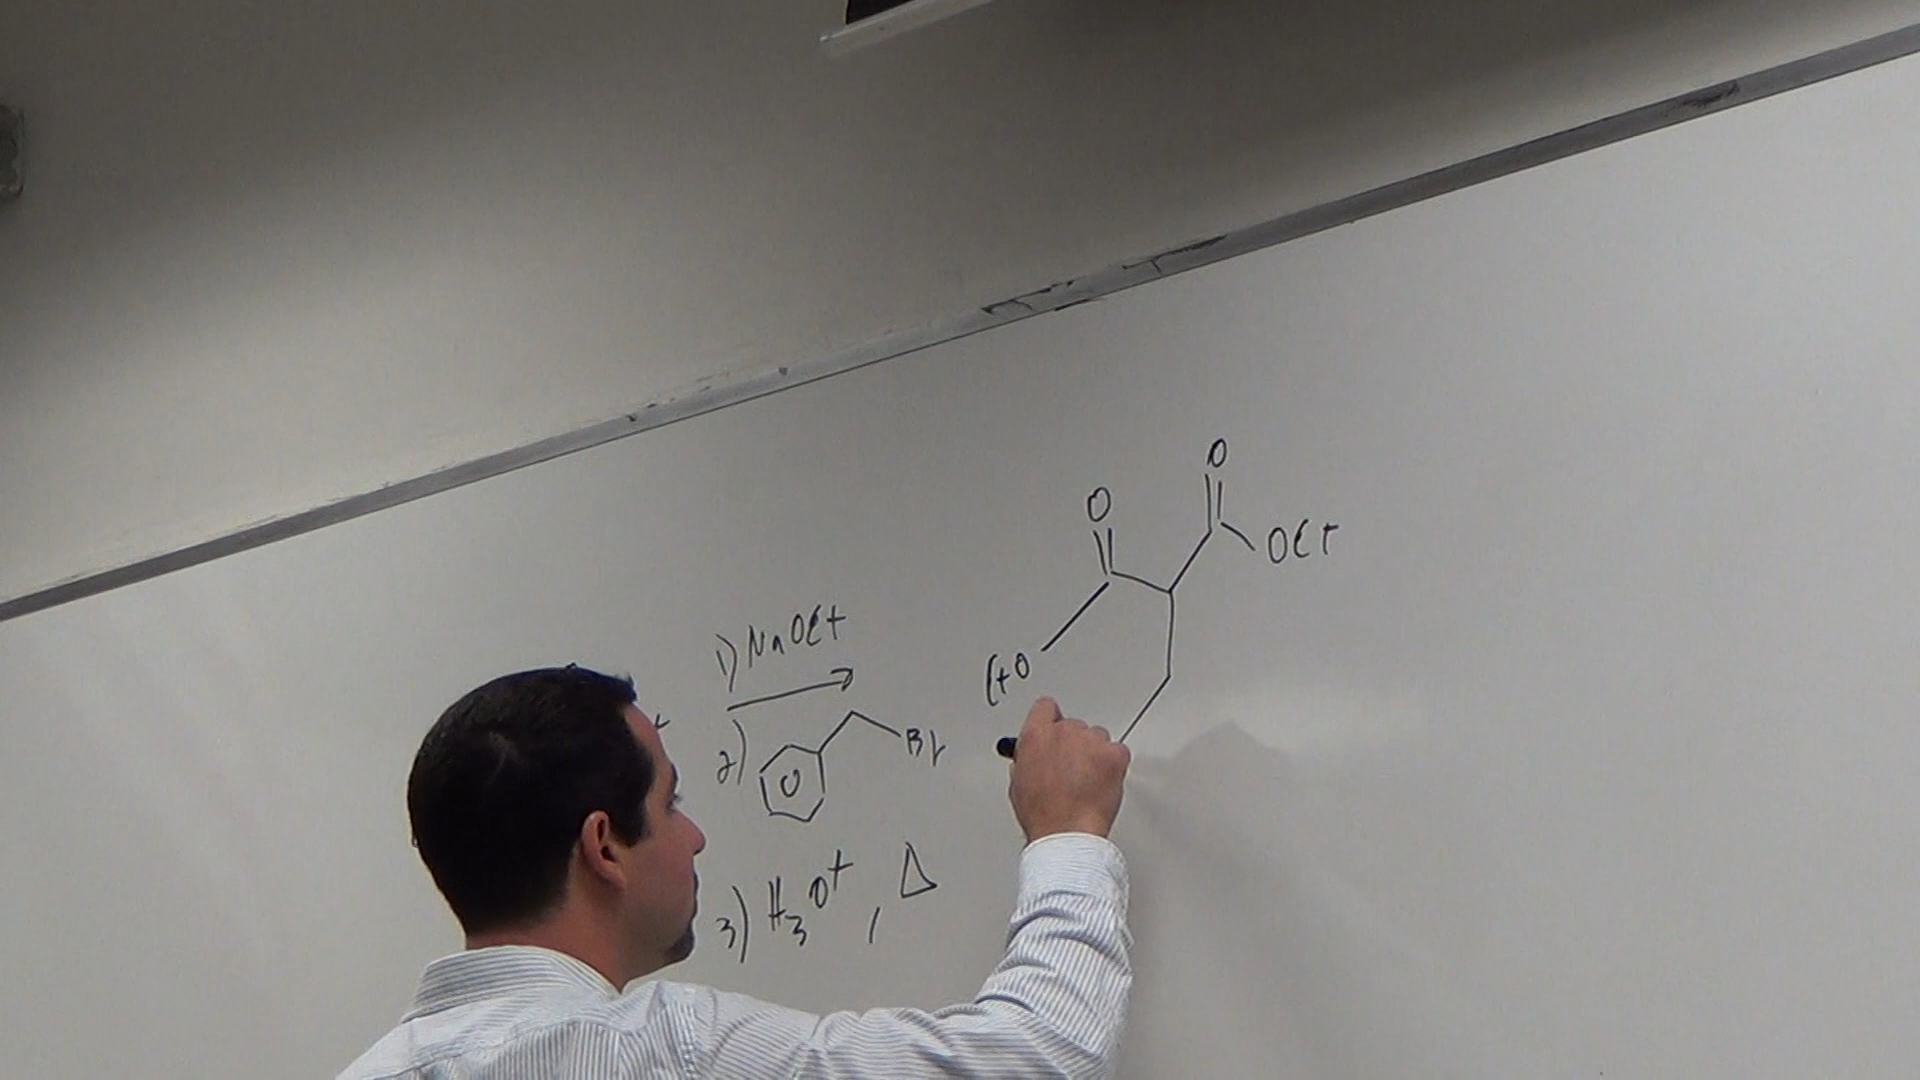 O
O
OEt
EtO
1) NaOEt
2) Br
3) H3O+, Δ